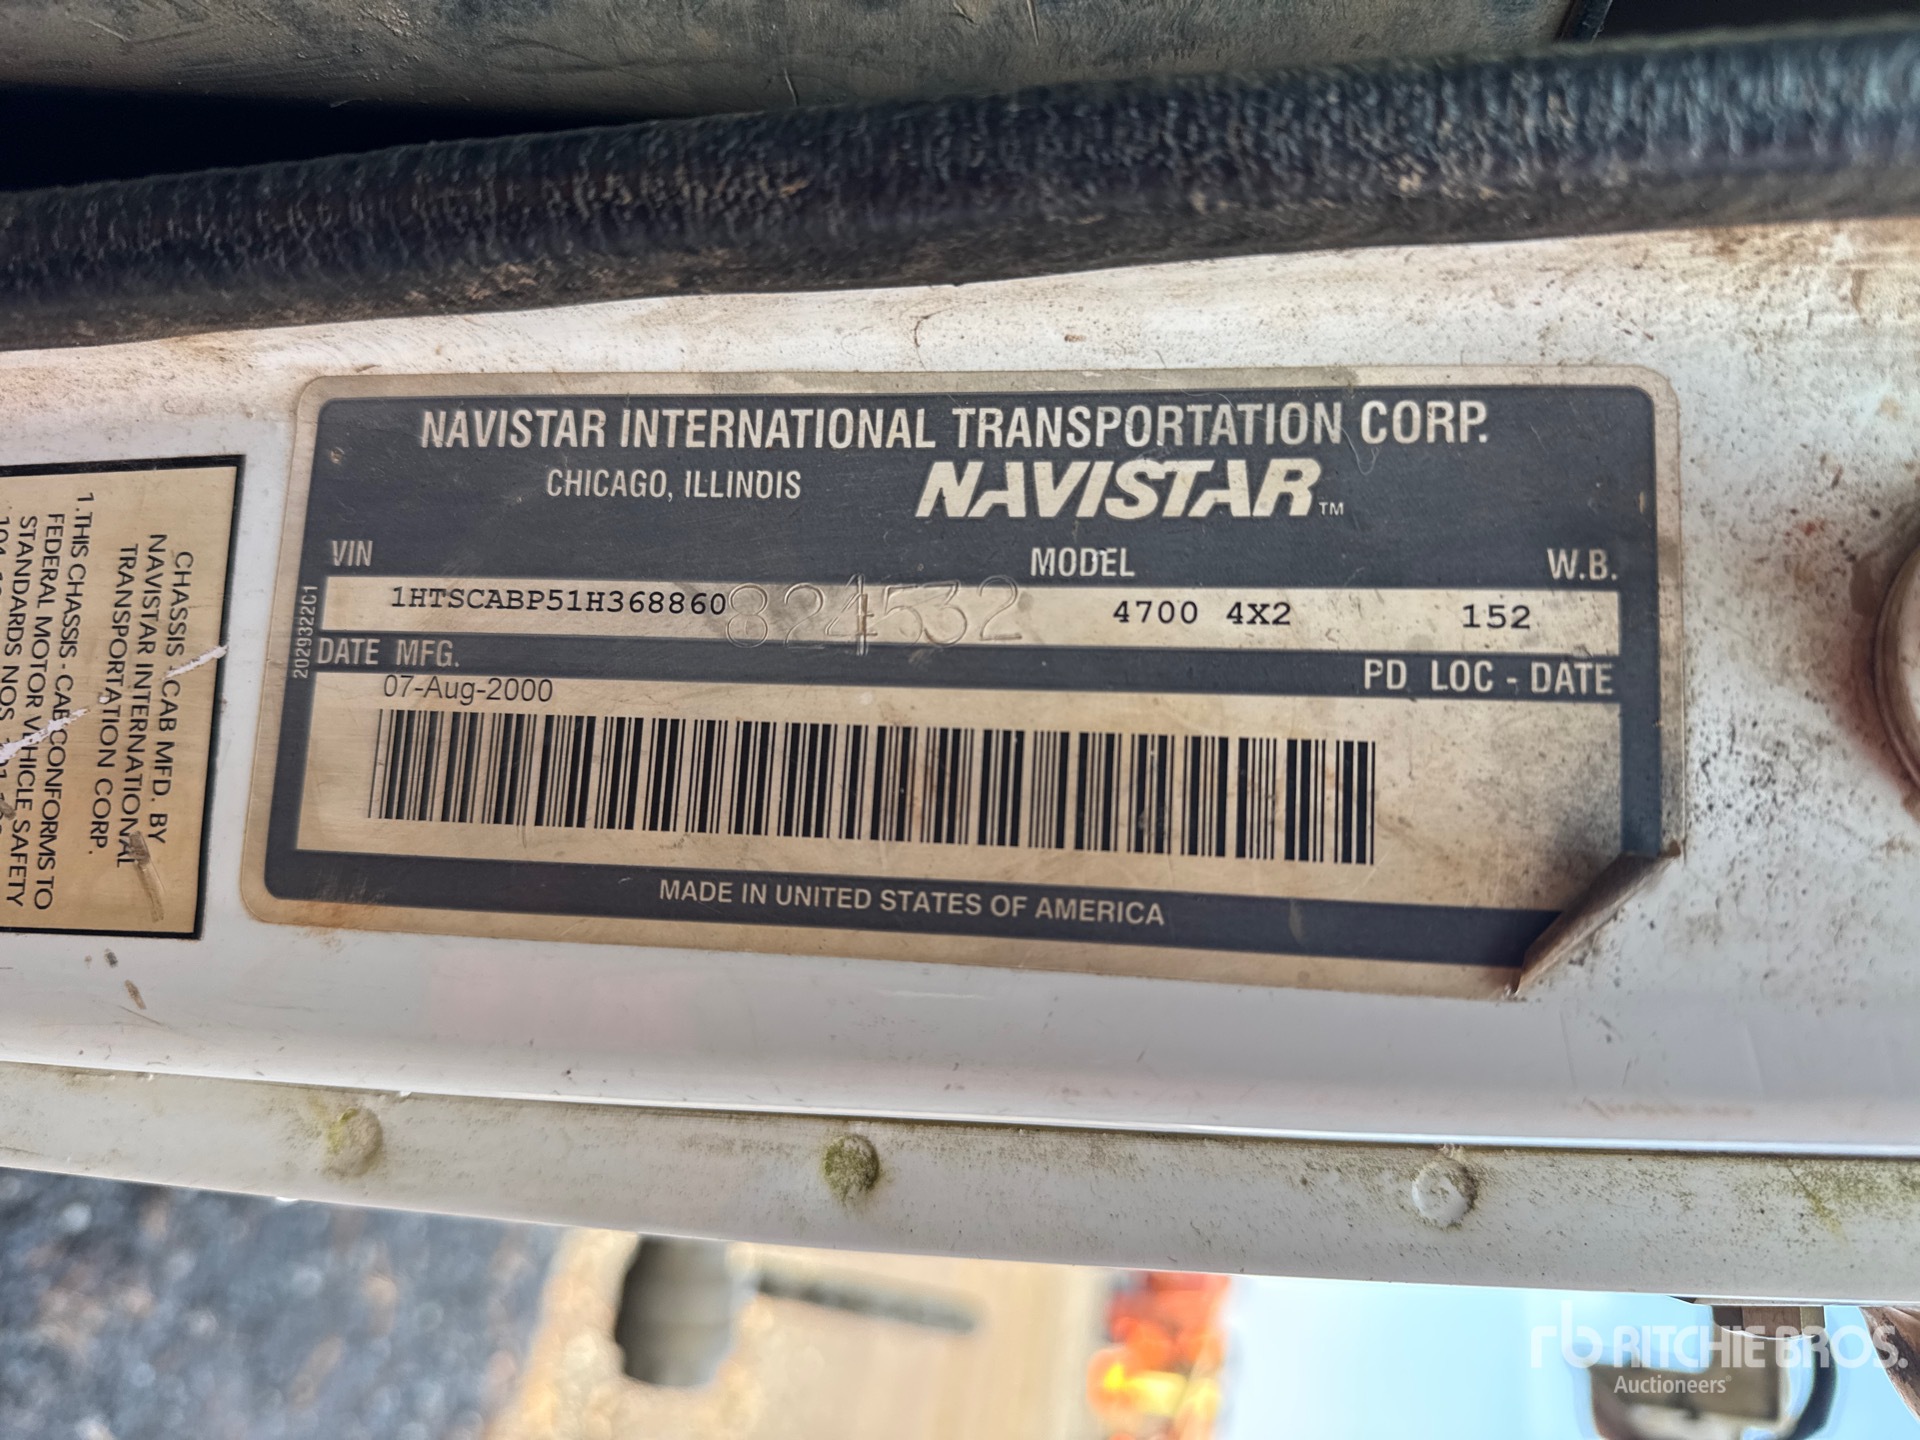 NAVISTAR INTERNATIONAL TRANSPORTATION CORP.
CHICAGO, ILLINOIS NAVISTAR™
VIN MODEL W.B.
1HTSCABP51H368860 824532 4700 4X2 152
DATE MFG. PD LOC - DATE
07-Aug-2000
2029322C1
MADE IN UNITED STATES OF AMERICA
CHASSIS - CAB MFD. BY
NAVISTAR INTERNATIONAL
TRANSPORTATION CORP.
1. THIS CHASSIS - CAB CONFORMS TO
FEDERAL MOTOR VEHICLE SAFETY
STANDARDS NOS.
rb RITCHIE BROS.
Auctioneers